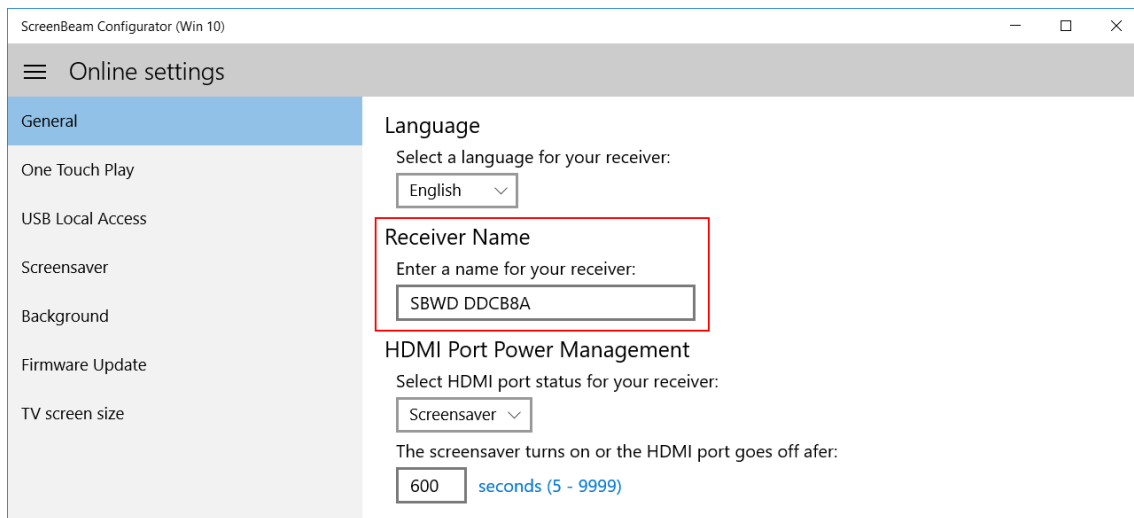 ScreenBeam Configurator (Win 10)
Online settings
General
One Touch Play
USB Local Access
Screensaver
Background
Firmware Update
TV screen size
Language
Select a language for your receiver:
English
Receiver Name
Enter a name for your receiver:
SBWD DDCB8A
HDMI Port Power Management
Select HDMI port status for your receiver:
Screensaver
The screensaver turns on or the HDMI port goes off afer:
600 seconds (5 - 9999)